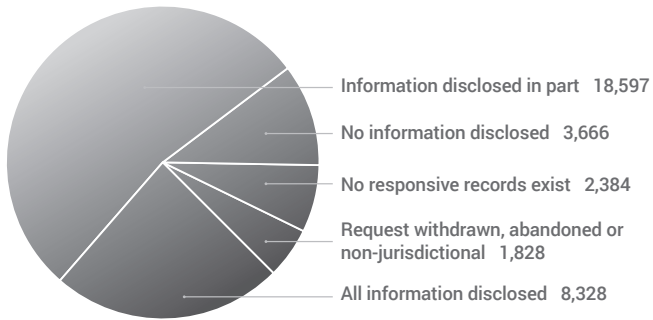 Information disclosed in part 18,597
No information disclosed 3,666
No responsive records exist 2,384
Request withdrawn, abandoned or
non-jurisdictional 1,828
All information disclosed 8,328